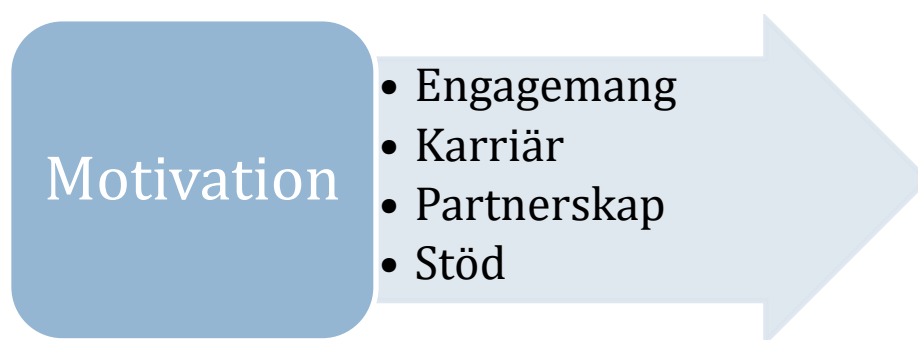 Motivation
• Engagemang
• Karriär
• Partnerskap
• Stöd